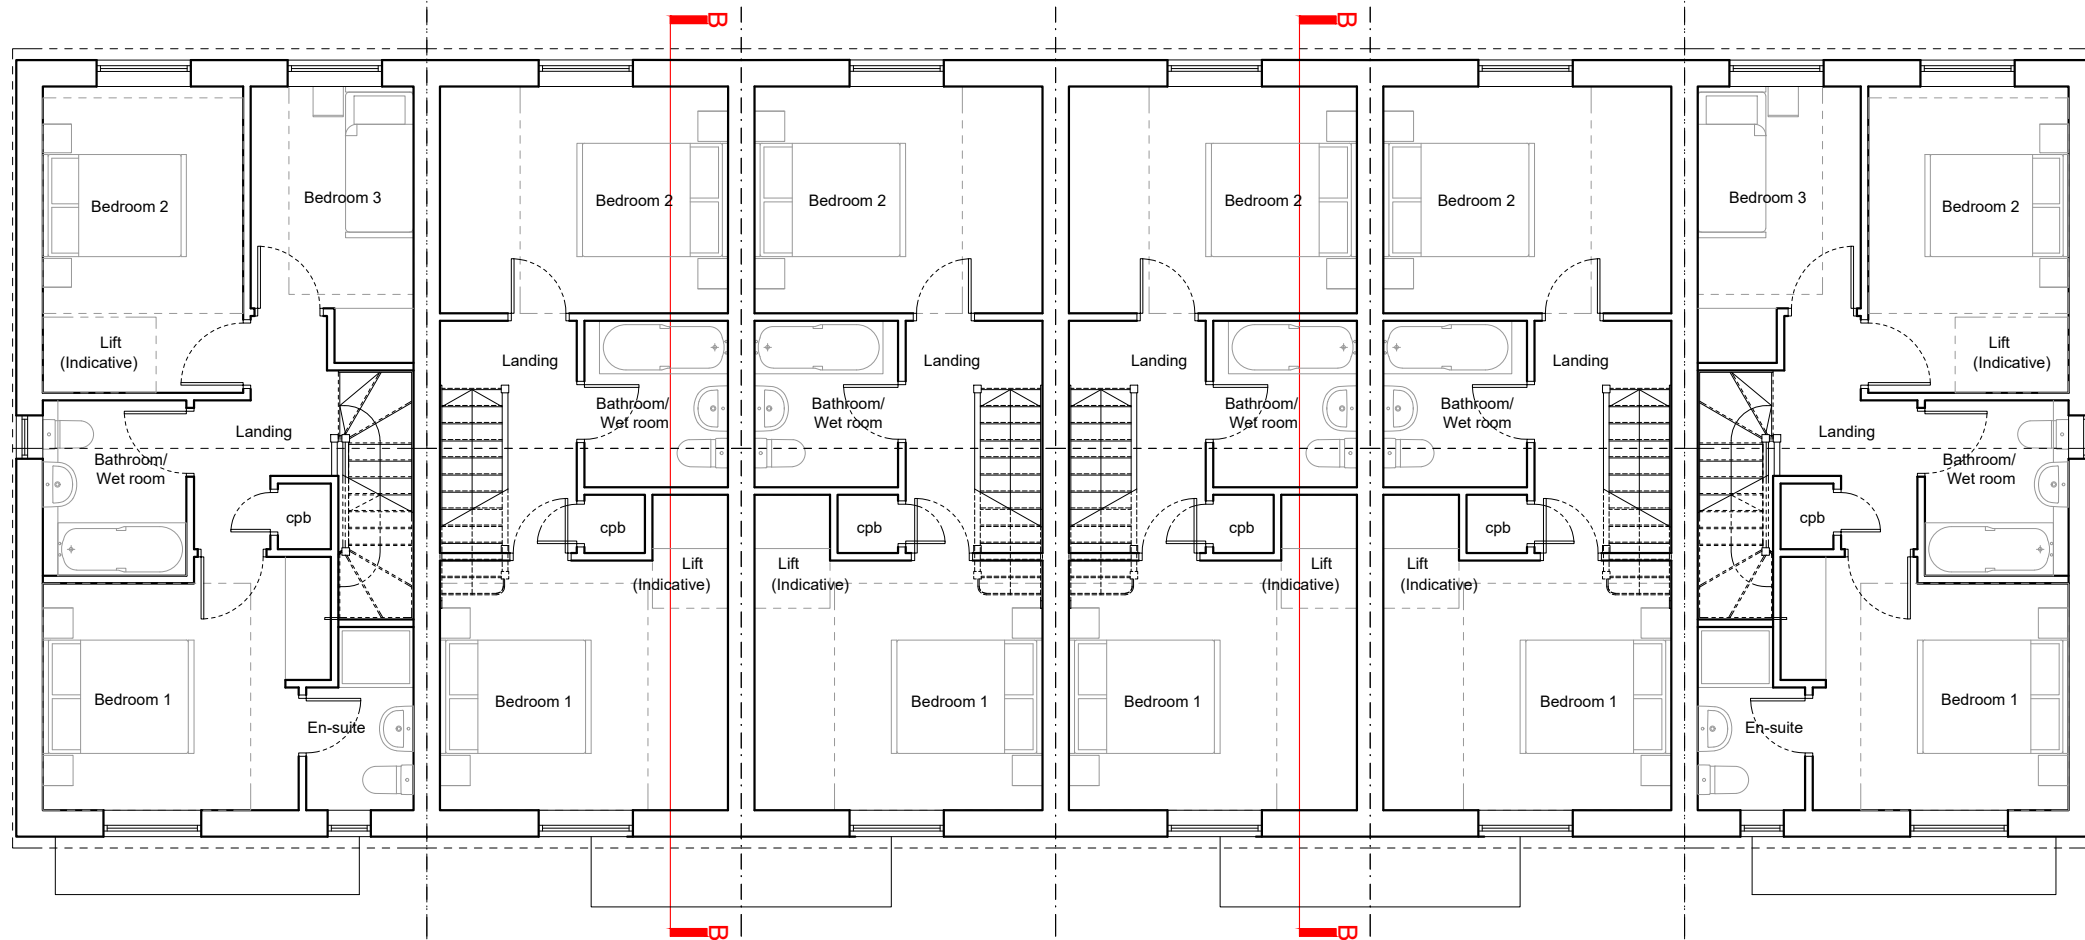 B
B
Bedroom 2
Bedroom 3
Bedroom 2
Bedroom 2
Bedroom 2
Bedroom 2
Bedroom 3
Bedroom 2
Lift
(Indicative)
Landing
Landing
Landing
Landing
Lift
(Indicative)
Bathroom/
Wet room
Bathroom/
Wet room
Bathroom/
Wet room
Bathroom/
Wet room
Landing
Landing
Bathroom/
Wet room
Bathroom/
Wet room
cpb
cpb
cpb
cpb
cpb
cpb
Lift
(Indicative)
Lift
(Indicative)
Lift
(Indicative)
Lift
(Indicative)
Bedroom 1
Bedroom 1
Bedroom 1
Bedroom 1
Bedroom 1
Bedroom 1
En-suite
En-suite
B
B